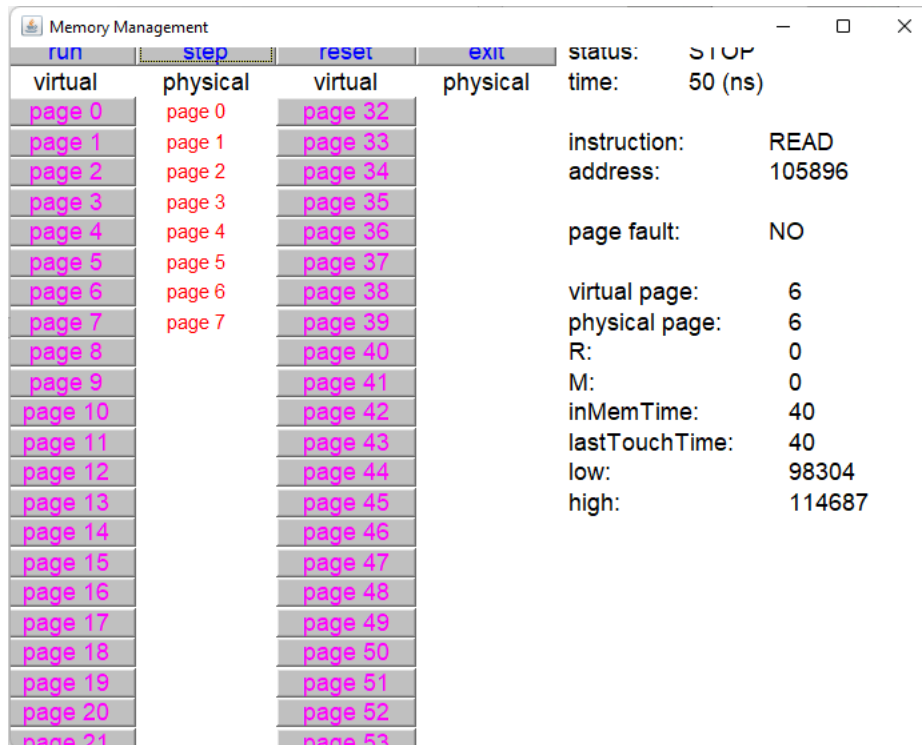 Memory Management
run step reset exit status: STOP
virtual physical virtual physical time: 50 (ns)
page 0 page 0 page 32
page 1 page 1 page 33 instruction: READ
page 2 page 2 page 34 address: 105896
page 3 page 3 page 35
page 4 page 4 page 36 page fault: NO
page 5 page 5 page 37
page 6 page 6 page 38 virtual page: 6
page 7 page 7 page 39 physical page: 6
page 8 page 40 R: 0
page 9 page 41 M: 0
page 10 page 42 inMemTime: 40
page 11 page 43 lastTouchTime: 40
page 12 page 44 low: 98304
page 13 page 45 high: 114687
page 14 page 46
page 15 page 47
page 16 page 48
page 17 page 49
page 18 page 50
page 19 page 51
page 20 page 52
page 21 page 53